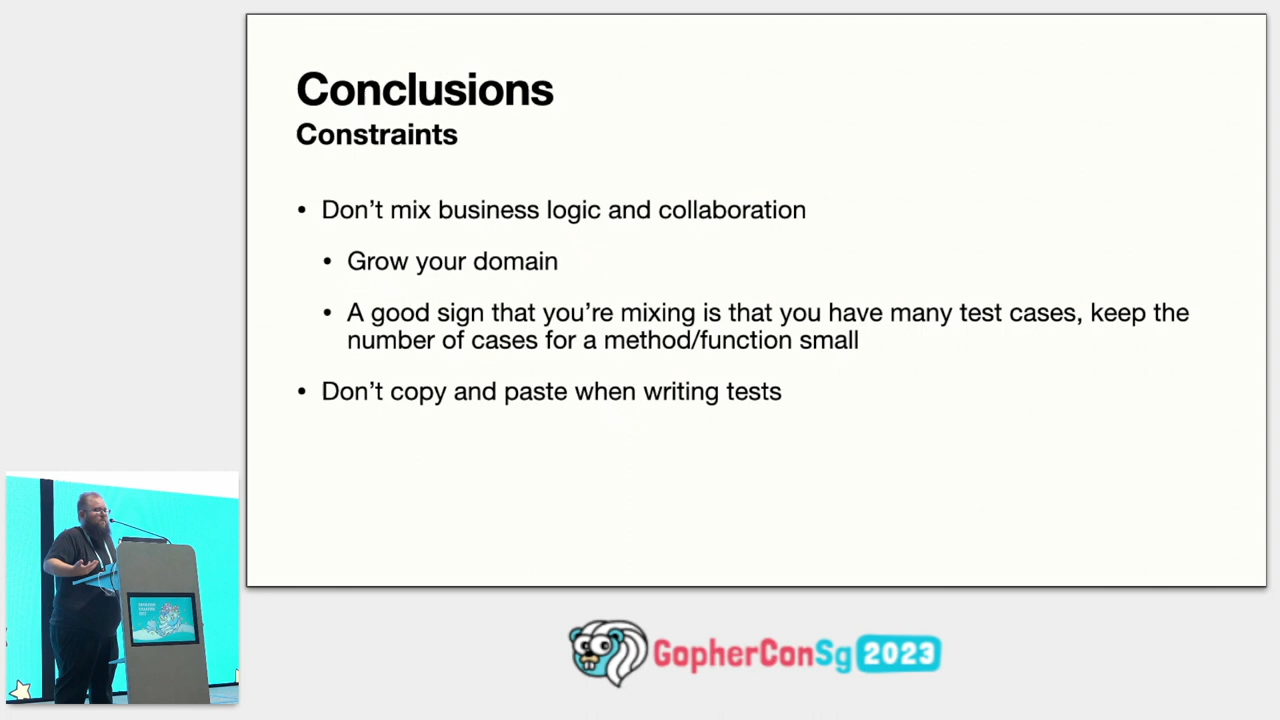 Conclusions
Constraints
• Don’t mix business logic and collaboration
• Grow your domain
• A good sign that you’re mixing is that you have many test cases, keep the
number of cases for a method/function small
• Don’t copy and paste when writing tests
GopherConSg 2023